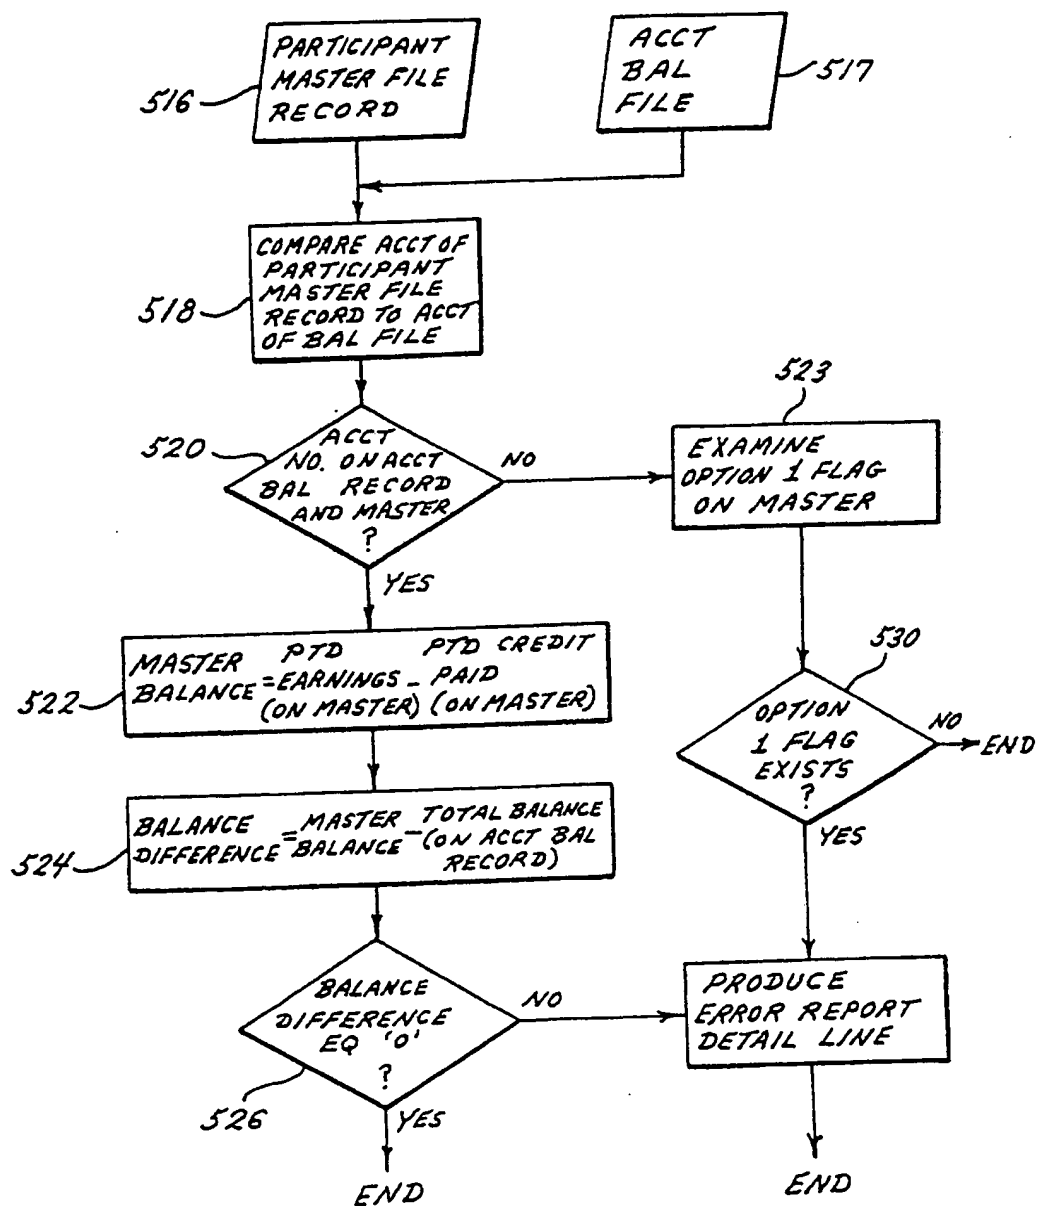 PARTICIPANT
MASTER FILE
RECORD
516
ACCT
BAL
FILE
517
COMPARE ACCT OF
PARTICIPANT
MASTER FILE
RECORD TO ACCT
OF BAL FILE
518
ACCT
NO. ON ACCT
BAL RECORD
AND MASTER
?
520
NO
YES
523
EXAMINE
OPTION 1 FLAG
ON MASTER
MASTER PTD PTD CREDIT
BALANCE = EARNINGS - PAID
(ON MASTER) (ON MASTER)
522
530
OPTION
1 FLAG
EXISTS
?
NO
END
YES
BALANCE = MASTER - TOTAL BALANCE
DIFFERENCE BALANCE (ON ACCT BAL
RECORD)
524
BALANCE
DIFFERENCE
EQ '0'
?
526
NO
YES
END
PRODUCE
ERROR REPORT
DETAIL LINE
END